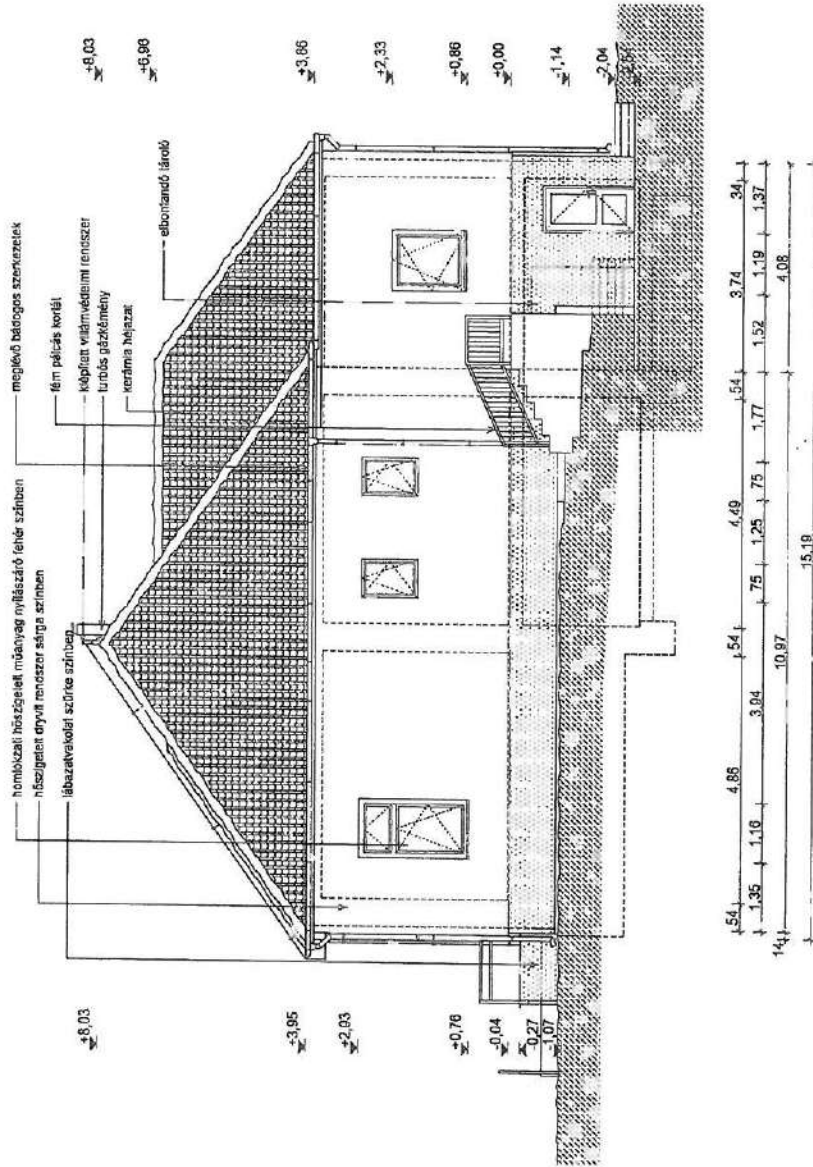 homlokzati hőszigetelt műanyag nyílászáró fehér színben
hőszigetelt dryvit rendszer sárga színben
lábazatvakolat szürke színben
meglévő bádogos szerkezetek
fém pálcás korlát
kiépített villámvédelmi rendszer
turbós gázkémény
kerámia héjazat
elbontandó tároló
+8,03
+3,95
+2,93
+0,76
-0,04
-0,27
-1,07
+8,03
+6,98
+3,86
+2,33
+0,86
+0,00
-1,14
-2,04
54 4,86 54 4,49 54 3,74 34
1,35 1,16 3,94 75 1,25 75 1,77 1,52 1,19 1,37
14 10,97 4,08
15,19